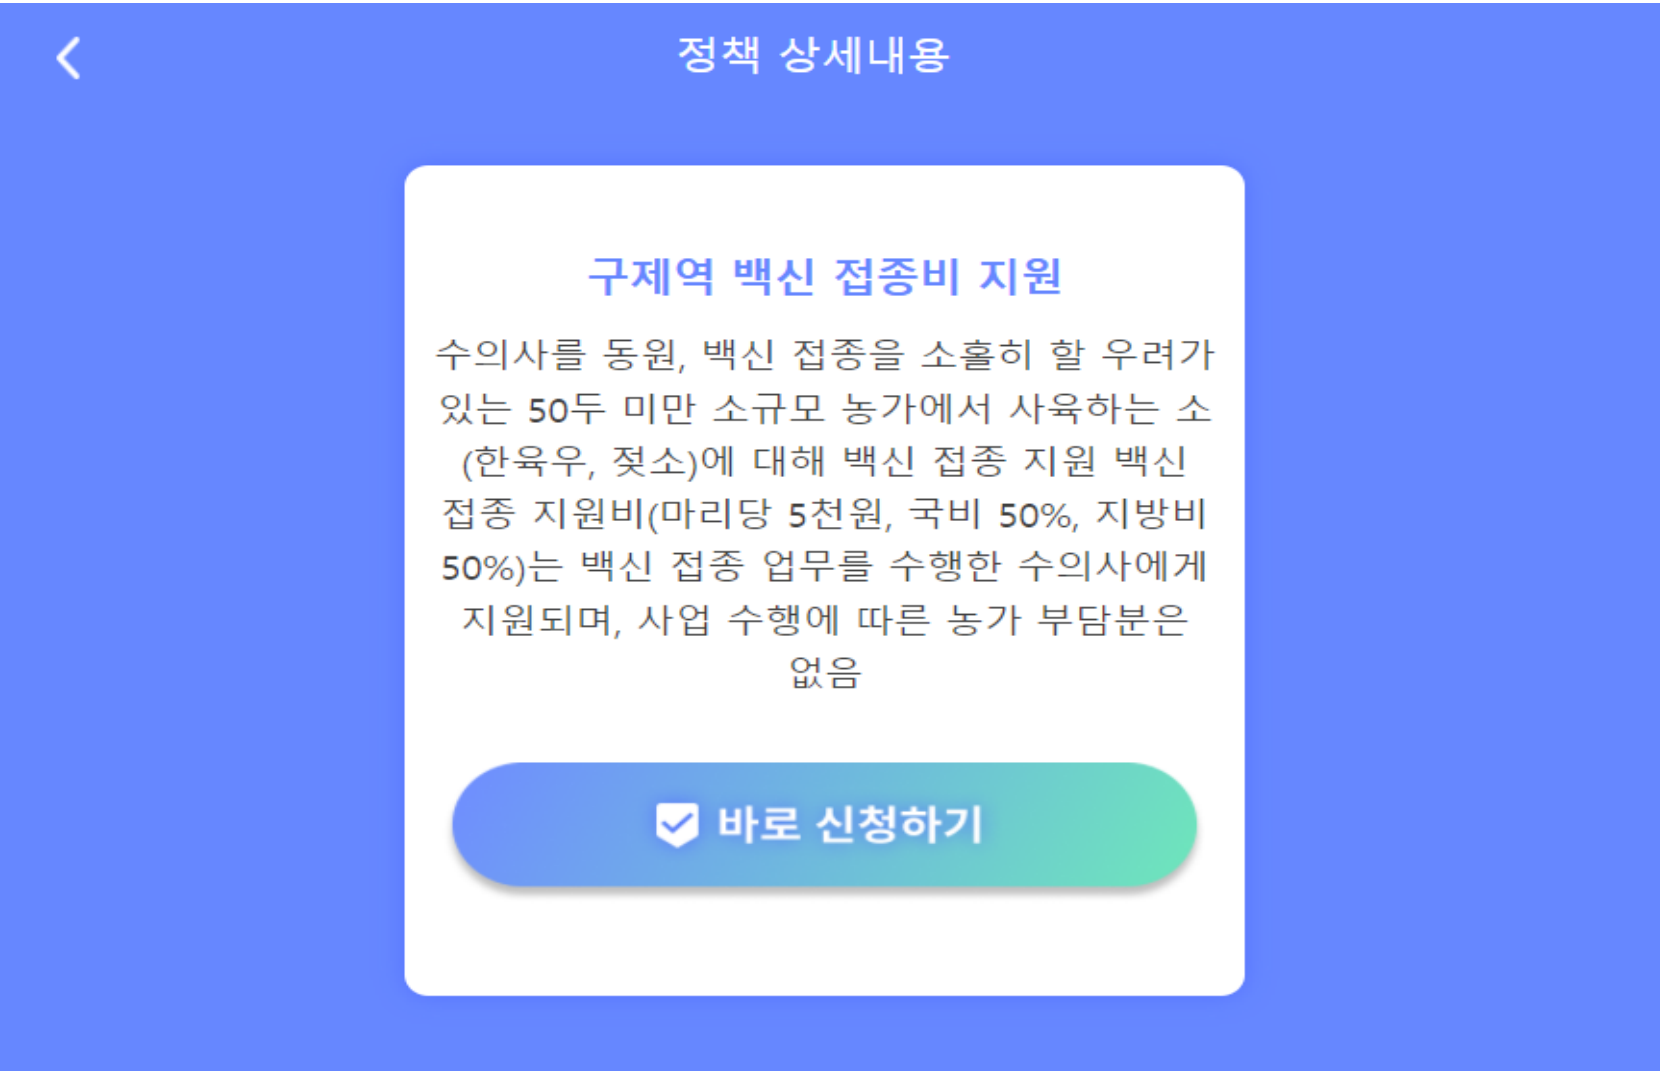 정책 상세내용
구제역 백신 접종비 지원
수의사를 동원, 백신 접종을 소홀히 할 우려가
있는 50두 미만 소규모 농가에서 사육하는 소
(한육우, 젖소)에 대해 백신 접종 지원 백신
접종 지원비(마리당 5천원, 국비 50%, 지방비
50%)는 백신 접종 업무를 수행한 수의사에게
지원되며, 사업 수행에 따른 농가 부담분은
없음
바로 신청하기